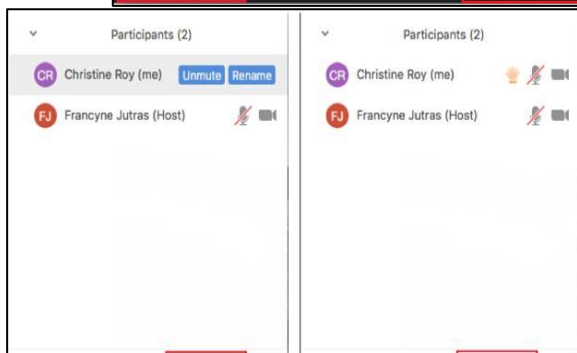 Participants (2)
CR Christine Roy (me) Unmute Rename
FJ Francyne Jutras (Host)
Participants (2)
CR Christine Roy (me)
FJ Francyne Jutras (Host)